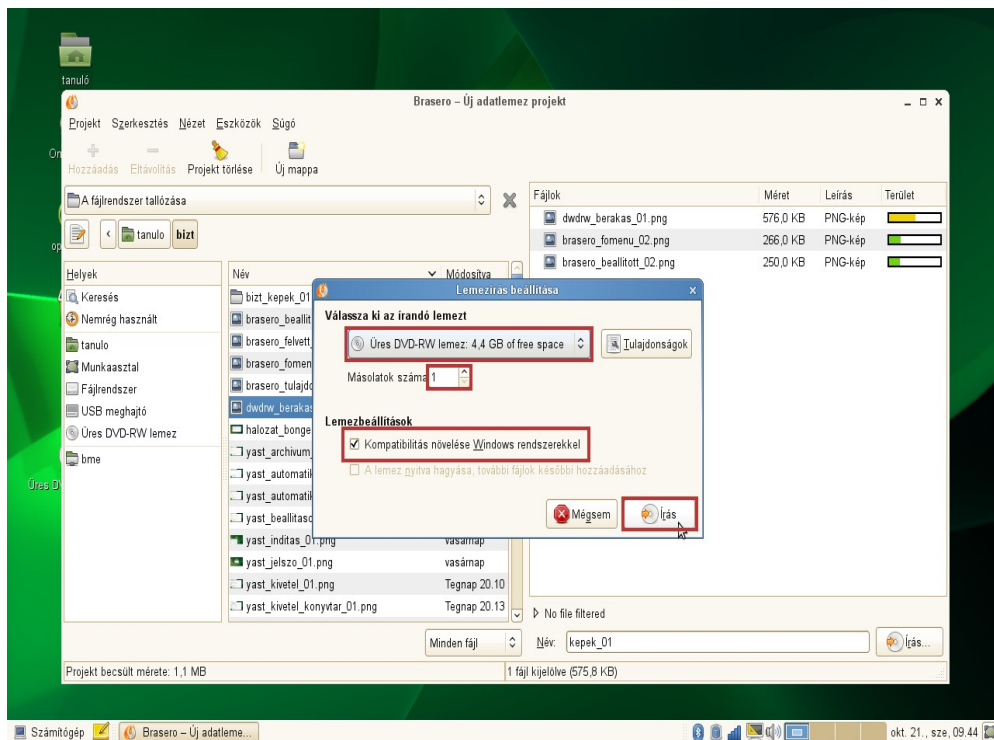 tanuló
Brasero – Új adatlemez projekt
Projekt Szerkesztés Nézet Eszközök Súgó
Hozzáadás Eltávolítás Projekt törlése Új mappa
A fájlrendszer tallózása
tanulo bizt
Helyek
Keresés
Nemrég használt
tanulo
Munkaasztal
Fájlrendszer
USB meghajtó
Üres DVD-RW lemez
bme
Név Módosítva
bizt_kepek_01
brasero_beallit
brasero_felvett
brasero_fomen
brasero_tulajdo
dwdrw_berakas
halozat_bonge
yast_archivum_
yast_automatik
yast_automatik
yast_beallitasc
yast_inditas_01.png vasárnap
yast_jelszo_01.png vasárnap
yast_kivetel_01.png Tegnap 20.10
yast_kivetel_konyvtar_01.png Tegnap 20.13
Minden fájl
Fájlok Méret Leírás Terület
dwdrw_berakas_01.png 576,0 KB PNG-kép
brasero_fomenu_02.png 266,0 KB PNG-kép
brasero_beallitott_02.png 250,0 KB PNG-kép
Lemezírás beállítása
Válassza ki az írandó lemezt
Üres DVD-RW lemez: 4,4 GB of free space
Tulajdonságok
Másolatok száma 1
Lemezbeállítások
Kompatibilitás növelése Windows rendszerekkel
A lemez nyitva hagyása, további fájlok későbbi hozzáadásához
Mégsem Írás
No file filtered
Név: kepek_01 Írás...
Projekt becsült mérete: 1,1 MB
1 fájl kijelölve (575,8 KB)
Számítógép Brasero – Új adatleme... okt. 21., sze, 09.44